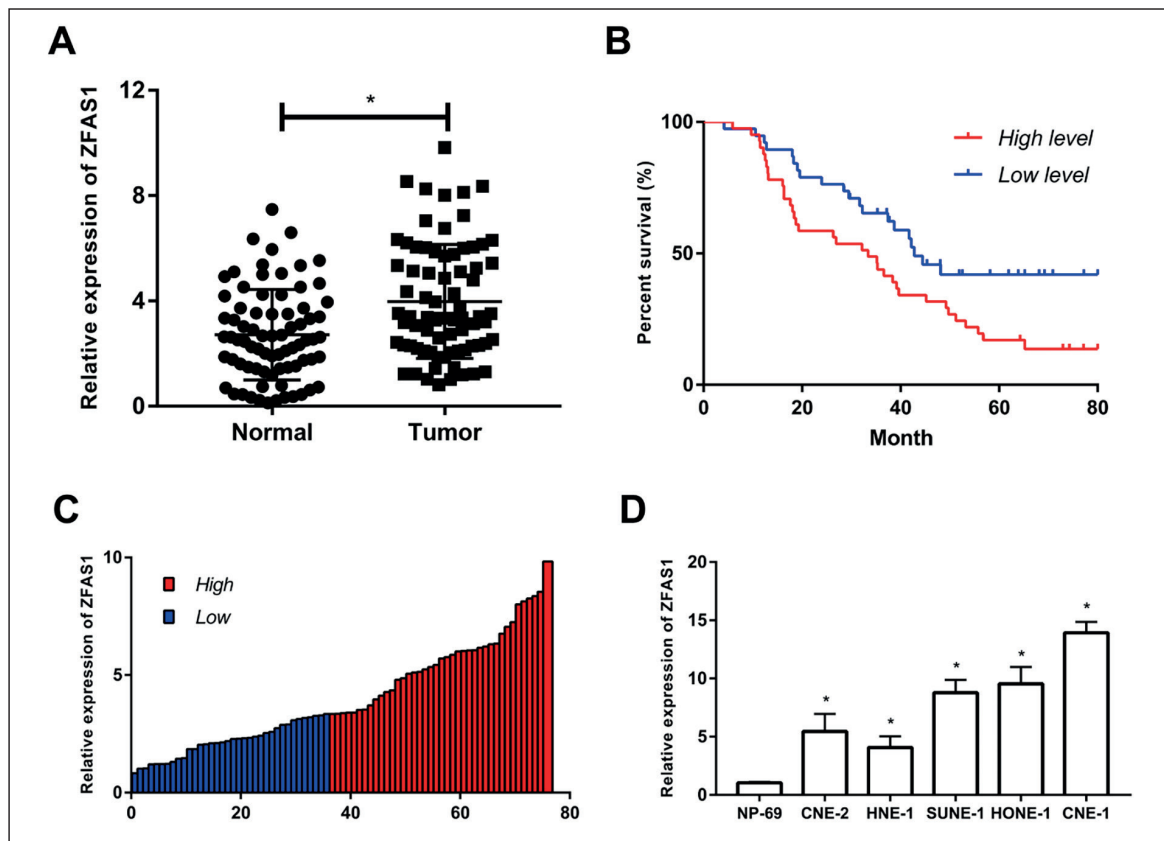 A
Relative expression of ZFAS1
12
8
4
0
*
Normal
Tumor
B
Percent survival (%)
100
50
0
High level
Low level
0
20
40
60
80
Month
C
Relative expression of ZFAS1
10
5
0
High
Low
0
20
40
60
80
D
Relative expression of ZFAS1
20
15
10
5
0
*
*
*
*
*
NP-69
CNE-2
HNE-1
SUNE-1
HONE-1
CNE-1